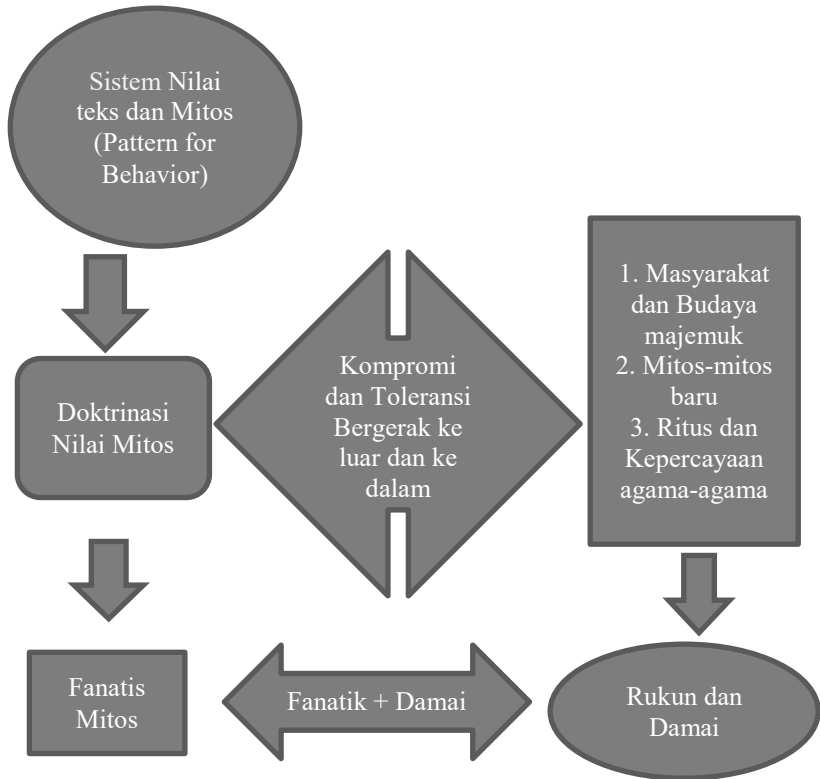 Sistem Nilai
teks dan Mitos
(Pattern for
Behavior)
Doktrinasi
Nilai Mitos
Kompromi
dan Toleransi
Bergerak ke
luar dan ke
dalam
1. Masyarakat
dan Budaya
majemuk
2. Mitos-mitos
baru
3. Ritus dan
Kepercayaan
agama-agama
Fanatis
Mitos
Fanatik + Damai
Rukun dan
Damai